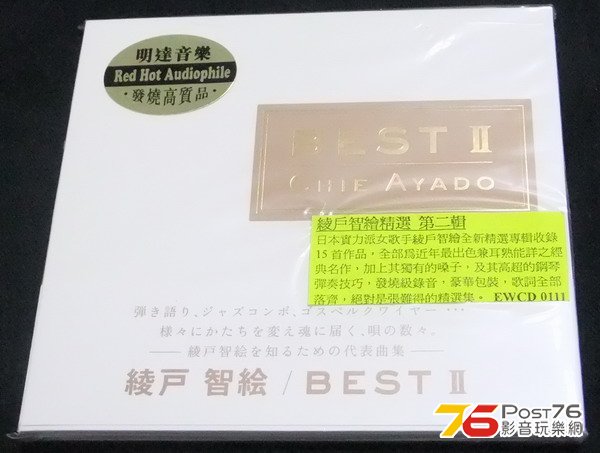 明達音樂
Red Hot Audiophile
·發燒高質品·
BEST II
CHIE AYADO
綾戶智繪精選 第二輯
日本實力派女歌手綾戶智繪全新精選專輯收錄
15首作品，全部為近年最出色兼耳熟能詳之經
典名作，加上其獨有的嗓子，及其高超的鋼琴
彈奏技巧，發燒級錄音，豪華包裝，歌詞全部
落齊，絕對是張難得的精選集。 EWCD 0111
弾き語り、ジャズコンボ、ゴスペルクワイヤー ・・・
様々にかたちを変え魂に届く、唄の数々。
── 綾戸智絵を知るための代表曲集 ──
綾戸 智絵 / BEST II
76 POST76
影音玩樂網